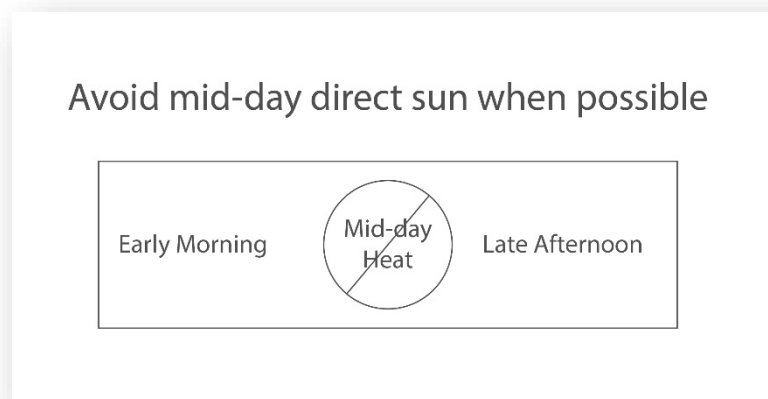 Avoid mid-day direct sun when possible
Early Morning
Mid-day
Heat
Late Afternoon